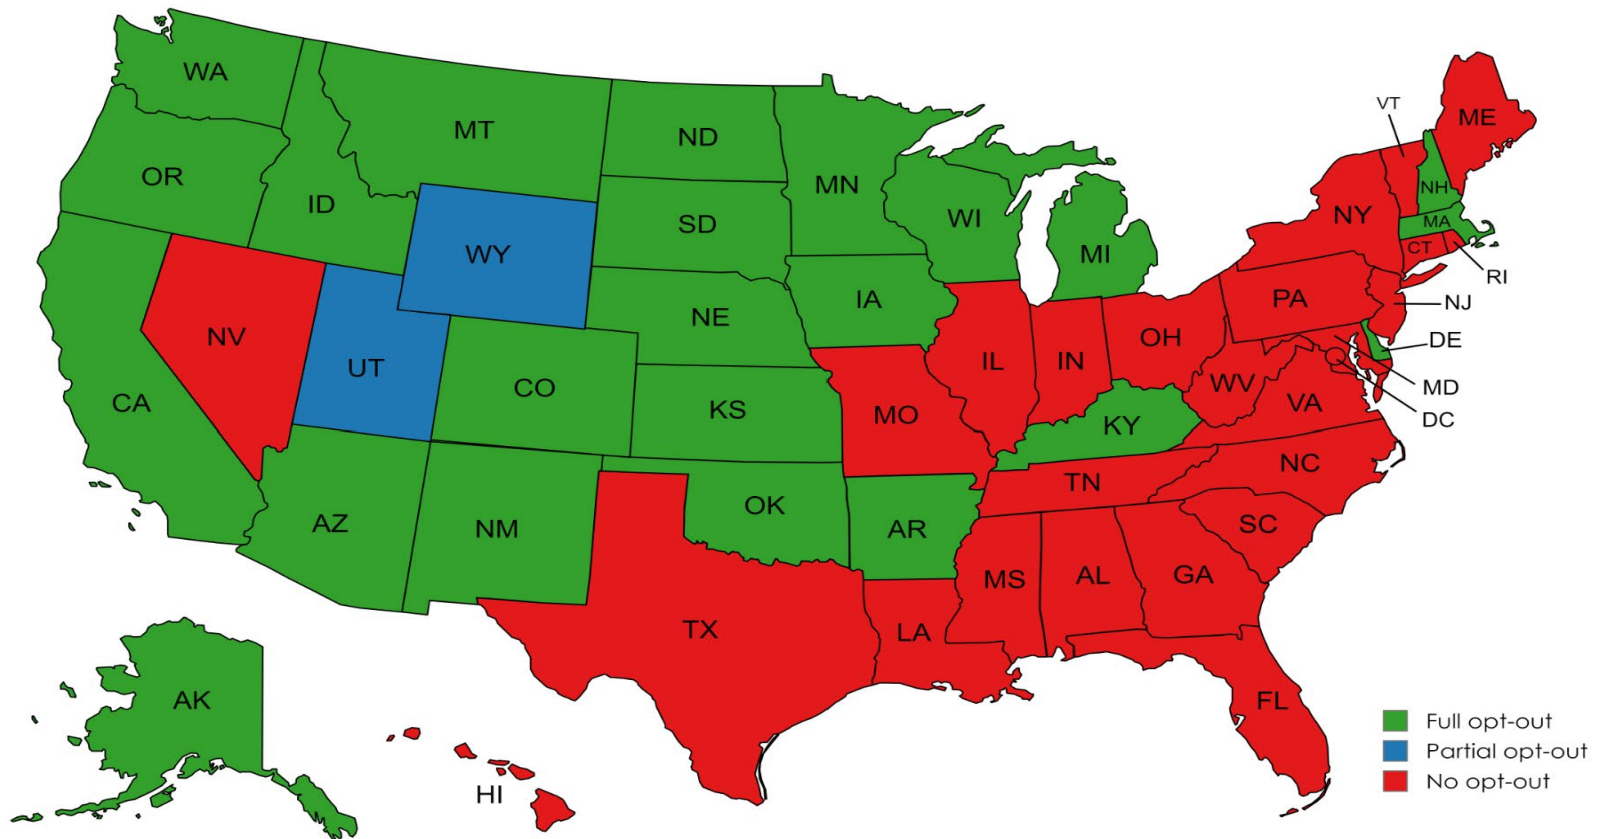 WA
MT
ND
MN
OR
ID
WY
SD
WI
MI
VT
ME
NH
NY
MA
CT
RI
NV
UT
CA
CO
NE
IA
KS
MO
IL
IN
OH
PA
NJ
DE
MD
DC
WV
VA
KY
AZ
NM
OK
AR
TN
NC
SC
MS
AL
GA
TX
LA
FL
AK
HI
Full opt-out
Partial opt-out
No opt-out